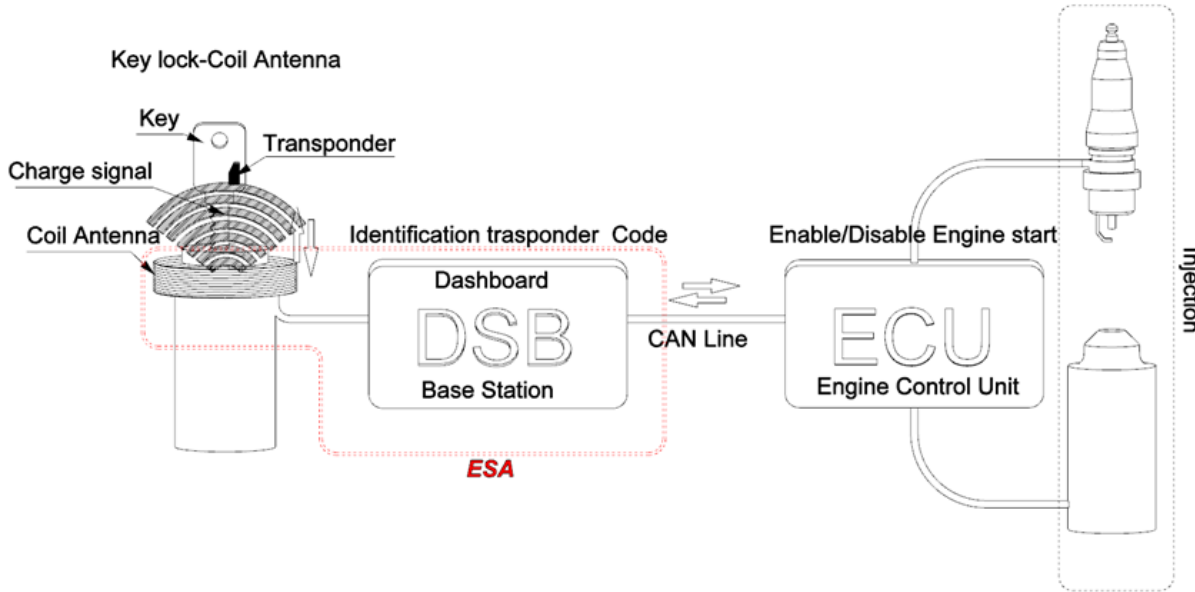 Key lock-Coil Antenna
Key
Transponder
Charge signal
Coil Antenna
Identification trasponder Code
Enable/Disable Engine start
Dashboard
DSB
Base Station
CAN Line
ECU
Engine Control Unit
Injection
ESA